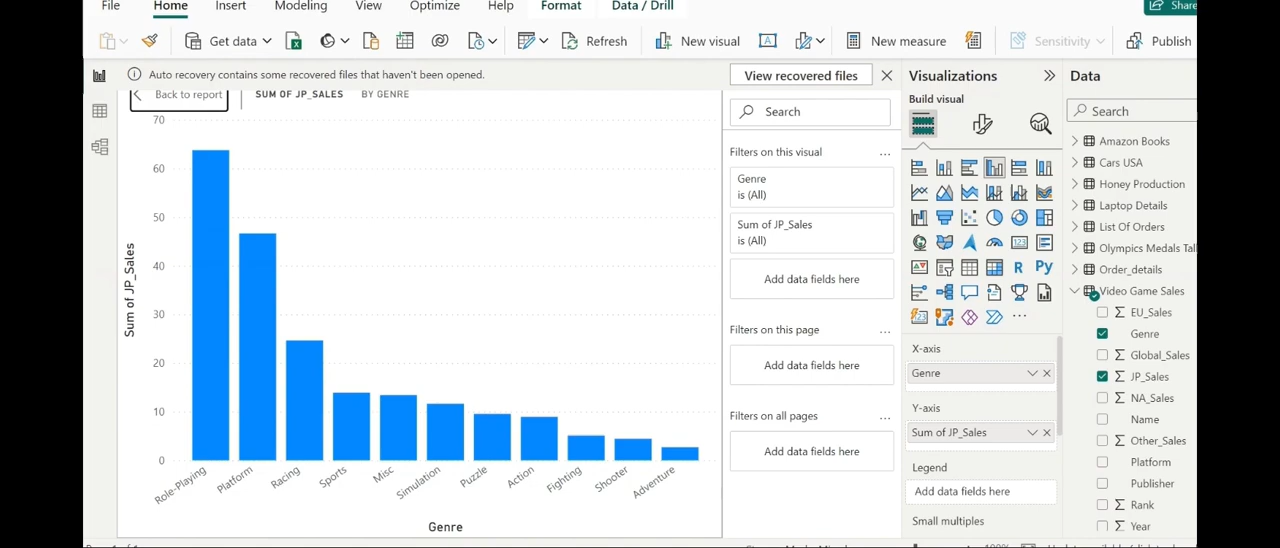 File Home Insert Modeling View Optimize Help Format Data / Drill Share
Get data Refresh New visual New measure Sensitivity Publish
Auto recovery contains some recovered files that haven't been opened. View recovered files
Back to report SUM OF JP_SALES BY GENRE
70
60
50
40
30
20
10
0
Sum of JP_Sales
Role-Playing Platform Racing Sports Misc Simulation Puzzle Action Fighting Shooter Adventure
Genre
Search
Filters on this visual ...
Genre
is (All)
Sum of JP_Sales
is (All)
Add data fields here
Filters on this page ...
Add data fields here
Filters on all pages ...
Add data fields here
Visualizations
Build visual
123
R Py
...
X-axis
Genre
Y-axis
Sum of JP_Sales
Legend
Add data fields here
Small multiples
Data
Search
Amazon Books
Cars USA
Honey Production
Laptop Details
List Of Orders
Olympics Medals Tal
Order_details
Video Game Sales
Σ EU_Sales
Genre
Σ Global_Sales
Σ JP_Sales
Σ NA_Sales
Name
Σ Other_Sales
Platform
Publisher
Σ Rank
Σ Year